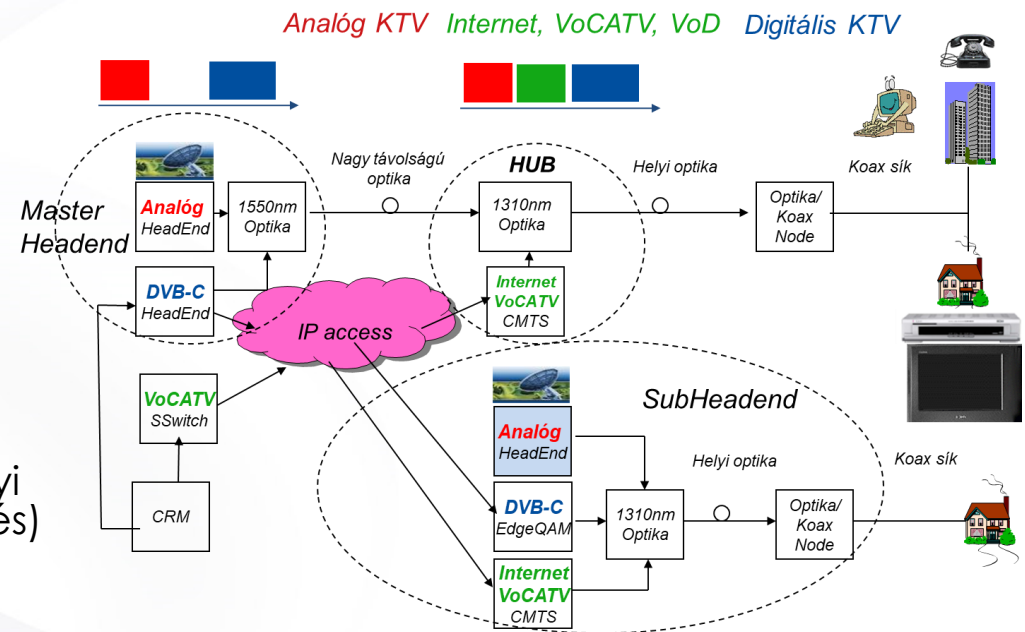 Analóg KTV Internet, VoCATV, VoD Digitális KTV
Master
Headend
Analóg
HeadEnd
1550nm
Optika
DVB-C
HeadEnd
Nagy távolságú
optika
HUB
1310nm
Optika
Internet
VoCATV
CMTS
Helyi optika
Optika/
Koax
Node
Koax sík
IP access
VoCATV
SSwitch
CRM
SubHeadend
Analóg
HeadEnd
DVB-C
EdgeQAM
Internet
VoCATV
CMTS
1310nm
Optika
Helyi optika
Optika/
Koax
Node
Koax sík
yi
és)